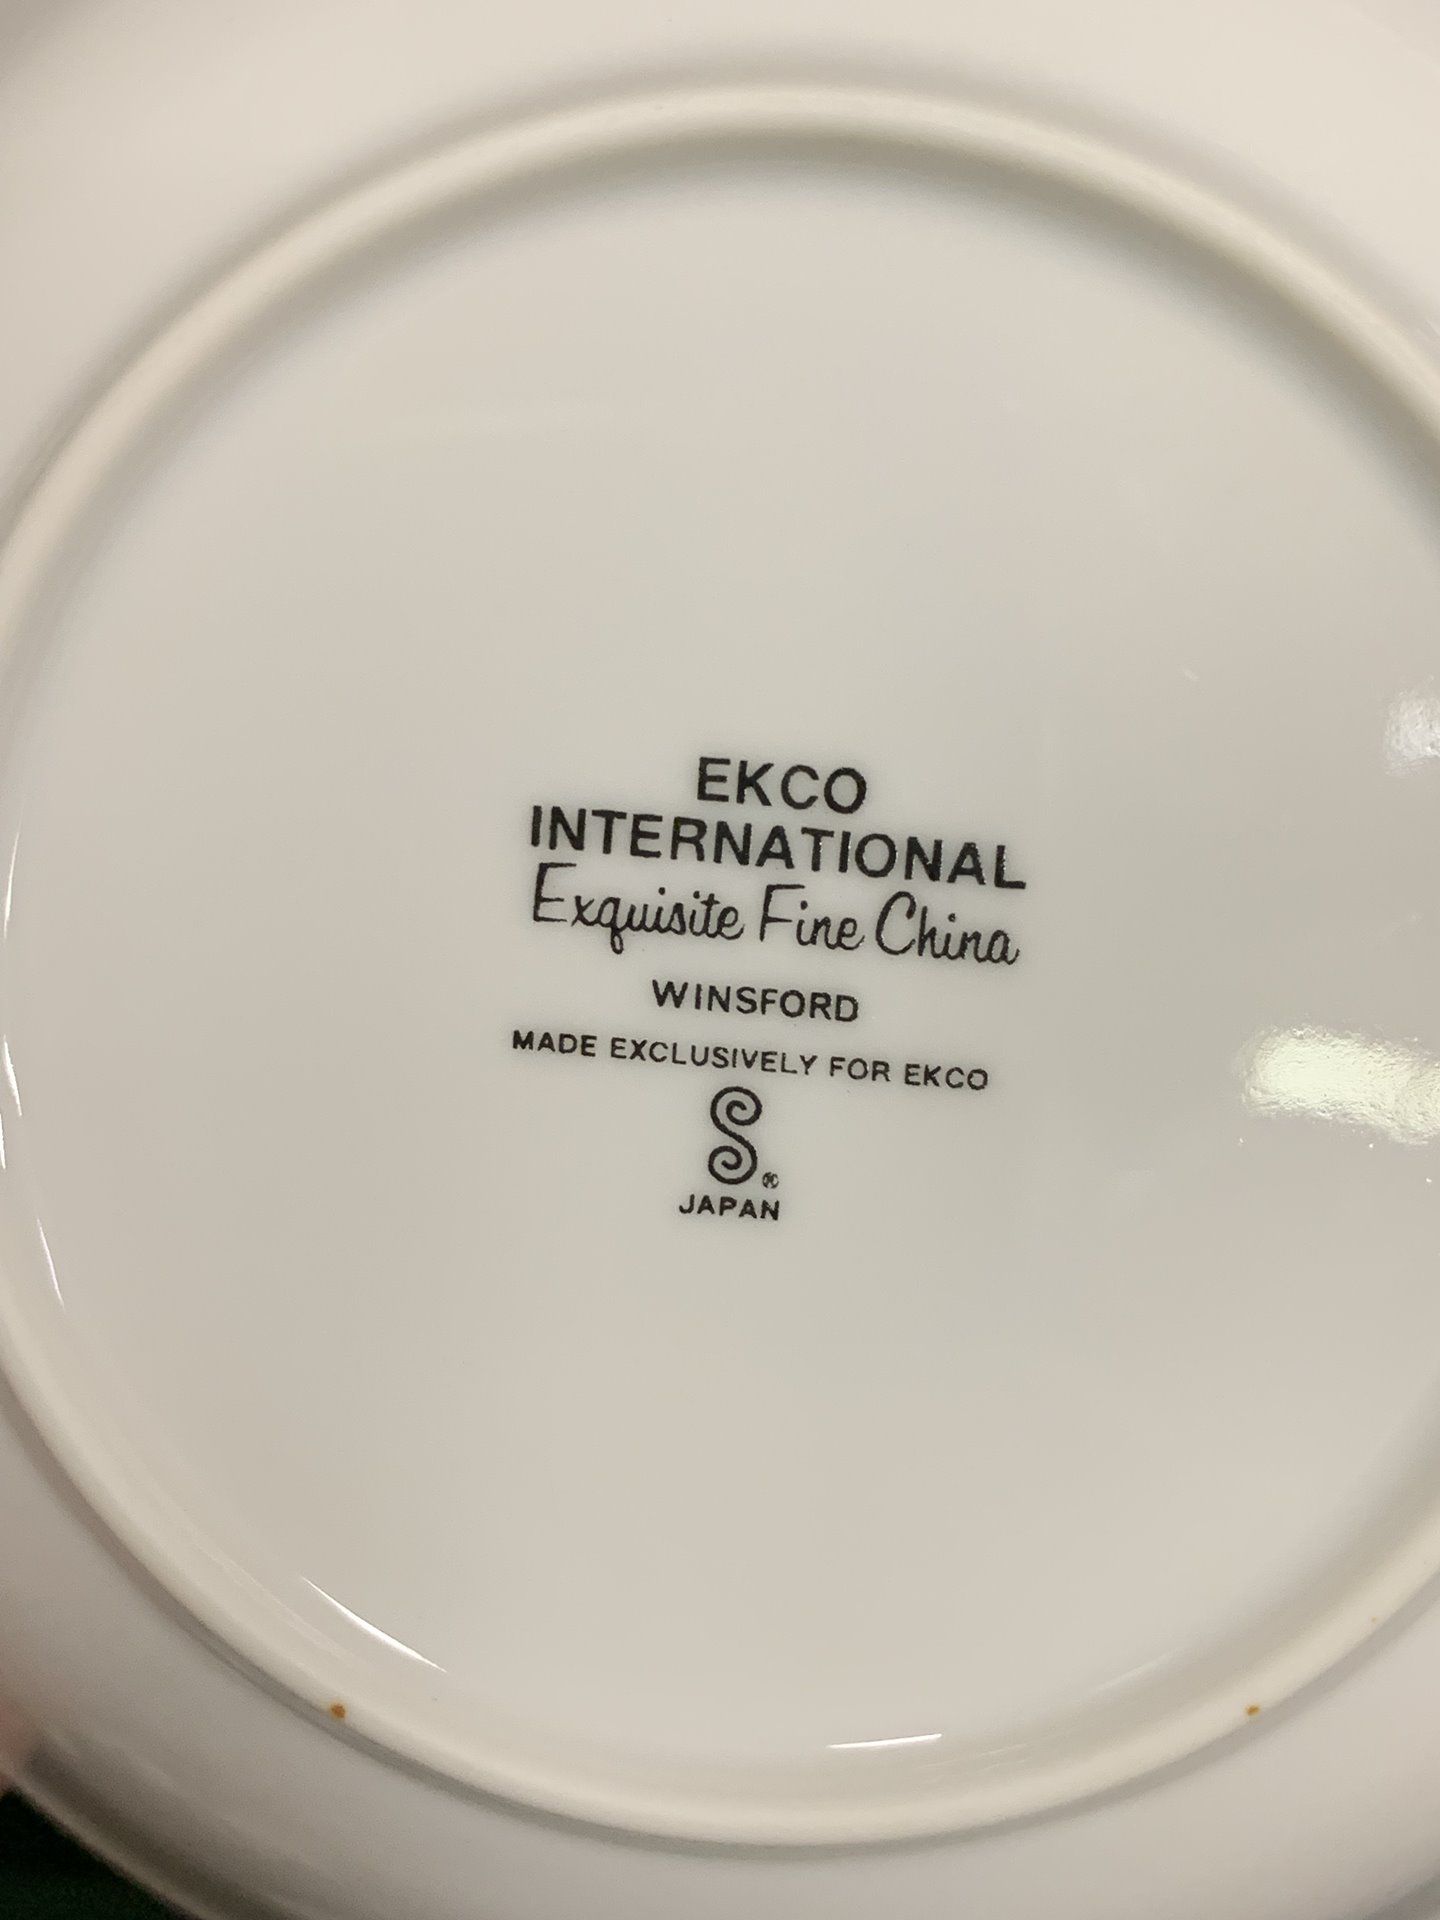 EKCO
INTERNATIONAL
Exquisite Fine China
WINSFORD
MADE EXCLUSIVELY FOR EKCO
S®
JAPAN